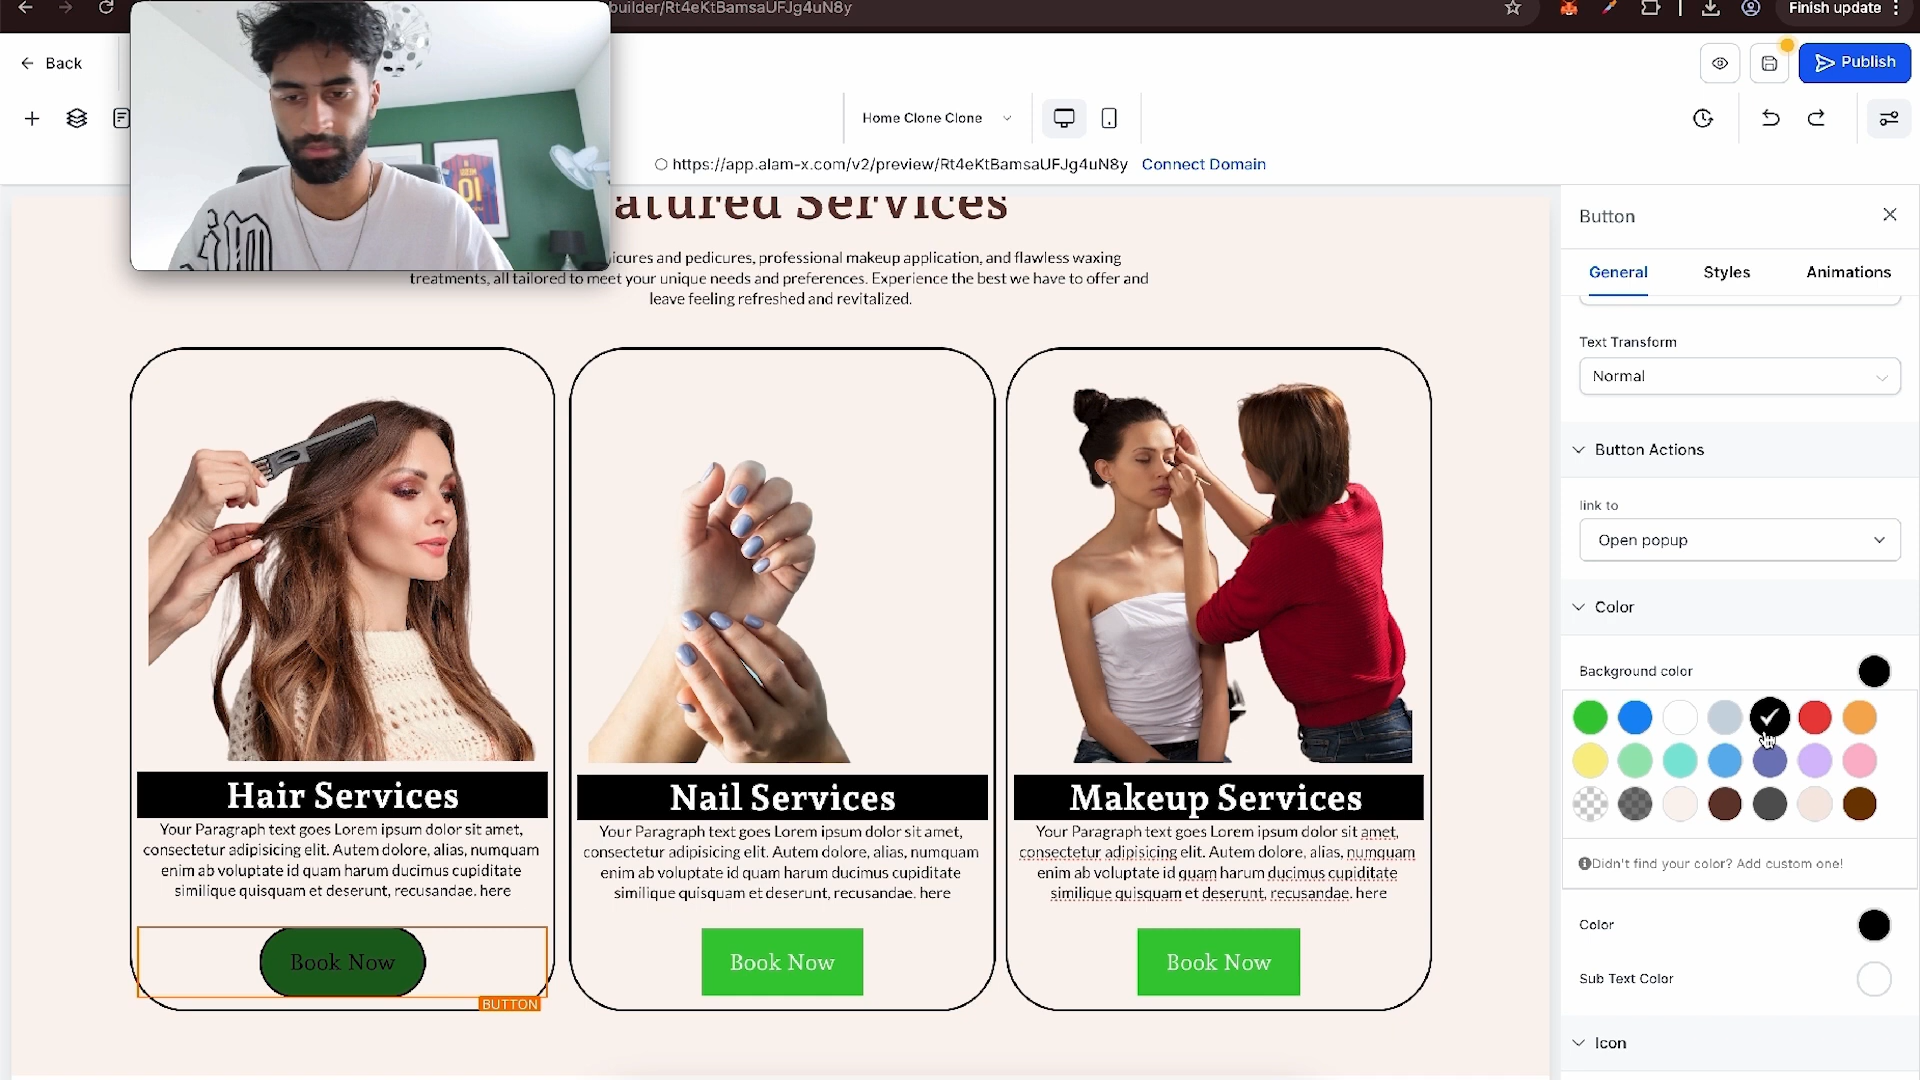 builder/Rt4eKtBamsaUFJg4uN8y
Finish update
Back
Publish
Home Clone Clone
https://app.alam-x.com/v2/preview/Rt4eKtBamsaUFJg4uN8y Connect Domain
atured Services
icures and pedicures, professional makeup application, and flawless waxing
treatments, all tailored to meet your unique needs and preferences. Experience the best we have to offer and
leave feeling refreshed and revitalized.
Hair Services
Your Paragraph text goes Lorem ipsum dolor sit amet,
consectetur adipisicing elit. Autem dolore, alias, numquam
enim ab voluptate id quam harum ducimus cupiditate
similique quisquam et deserunt, recusandae. here
Book Now
BUTTON
Nail Services
Your Paragraph text goes Lorem ipsum dolor sit amet,
consectetur adipisicing elit. Autem dolore, alias, numquam
enim ab voluptate id quam harum ducimus cupiditate
similique quisquam et deserunt, recusandae. here
Book Now
Makeup Services
Your Paragraph text goes Lorem ipsum dolor sit amet,
consectetur adipisicing elit. Autem dolore, alias, numquam
enim ab voluptate id quam harum ducimus cupiditate
similique quisquam et deserunt, recusandae. here
Book Now
Button
General Styles Animations
Text Transform
Normal
Button Actions
link to
Open popup
Color
Background color
Didn't find your color? Add custom one!
Color
Sub Text Color
Icon